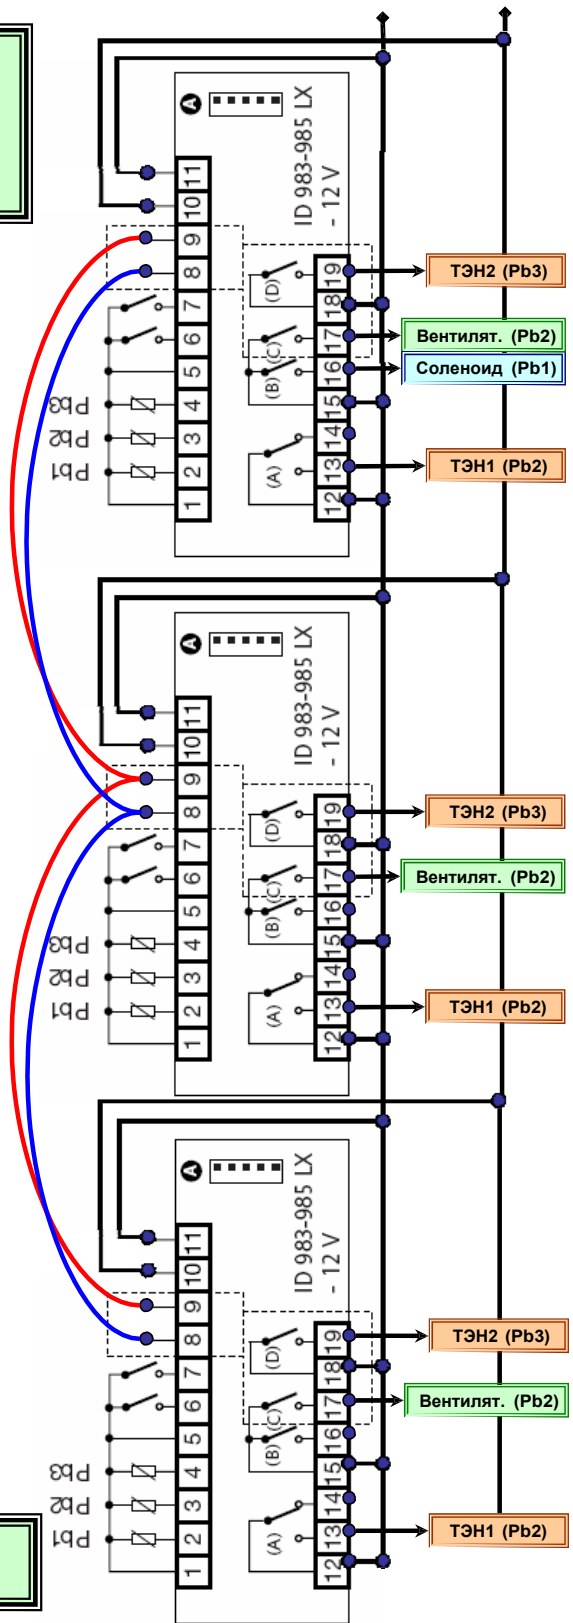 A
ID 983-985 LX
- 12 V
11
10
9
8
7
6
5
4
3
2
1
Pb3
Pb2
Pb1
19
18
17
16
15
14
13
12
(D)
(C)
(B)
(A)
ТЭН2 (Pb3)
Вентилят. (Pb2)
Соленоид (Pb1)
ТЭН1 (Pb2)
A
ID 983-985 LX
- 12 V
11
10
9
8
7
6
5
4
3
2
1
Pb3
Pb2
Pb1
19
18
17
16
15
14
13
12
(D)
(C)
(B)
(A)
ТЭН2 (Pb3)
Вентилят. (Pb2)
ТЭН1 (Pb2)
A
ID 983-985 LX
- 12 V
11
10
9
8
7
6
5
4
3
2
1
Pb3
Pb2
Pb1
19
18
17
16
15
14
13
12
(D)
(C)
(B)
(A)
ТЭН2 (Pb3)
Вентилят. (Pb2)
ТЭН1 (Pb2)